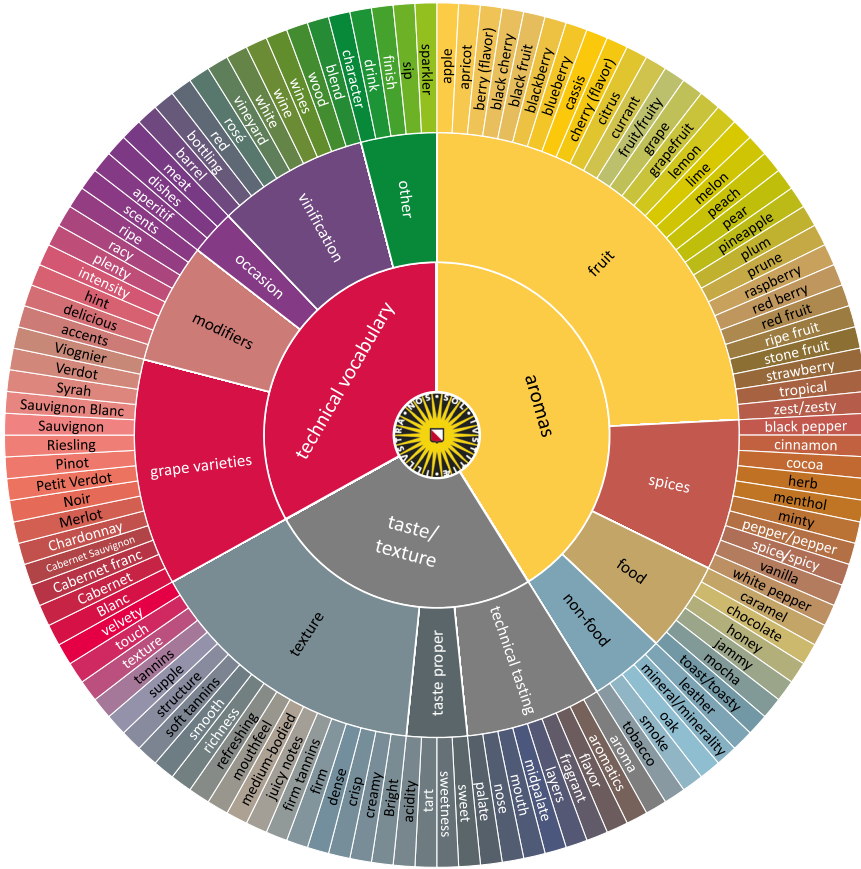 technical vocabulary
aromas
taste/
texture
other
vinification
occasion
modifiers
grape varieties
texture
taste proper
technical tasting
non-food
food
spices
fruit
apple
apricot
berry (flavor)
black cherry
black fruit
blackberry
blueberry
cassis
cherry (flavor)
citrus
currant
fruit/fruity
grape
grapefruit
lemon
lime
melon
peach
pear
pineapple
plum
prune
raspberry
red berry
red fruit
ripe fruit
stone fruit
strawberry
tropical
zest/zesty
black pepper
cinnamon
cocoa
herb
menthol
minty
pepper/pepper
spice/spicy
vanilla
white pepper
caramel
chocolate
honey
jammy
mocha
toast/toasty
leather
mineral/minerality
oak
smoke
tobacco
aroma
aromatics
flavor
fragrant
layers
midpalate
mouth
nose
palate
sweet
sweetness
tart
acidity
Bright
creamy
crisp
dense
firm
firm tannins
juicy notes
medium-bodied
mouthfeel
refreshing
richness
smooth
soft tannins
structure
supple
tannins
texture
touch
velvety
Blanc
Cabernet
Cabernet franc
Cabernet Sauvignon
Chardonnay
Merlot
Noir
Petit Verdot
Pinot
Riesling
Sauvignon
Sauvignon Blanc
Syrah
Verdot
Viognier
accents
delicious
hint
intensity
plenty
racy
ripe
scents
aperitif
dishes
meat
barrel
bottling
red
rosé
vineyard
white
wine
wines
wood
blend
character
drink
finish
sip
sparkler